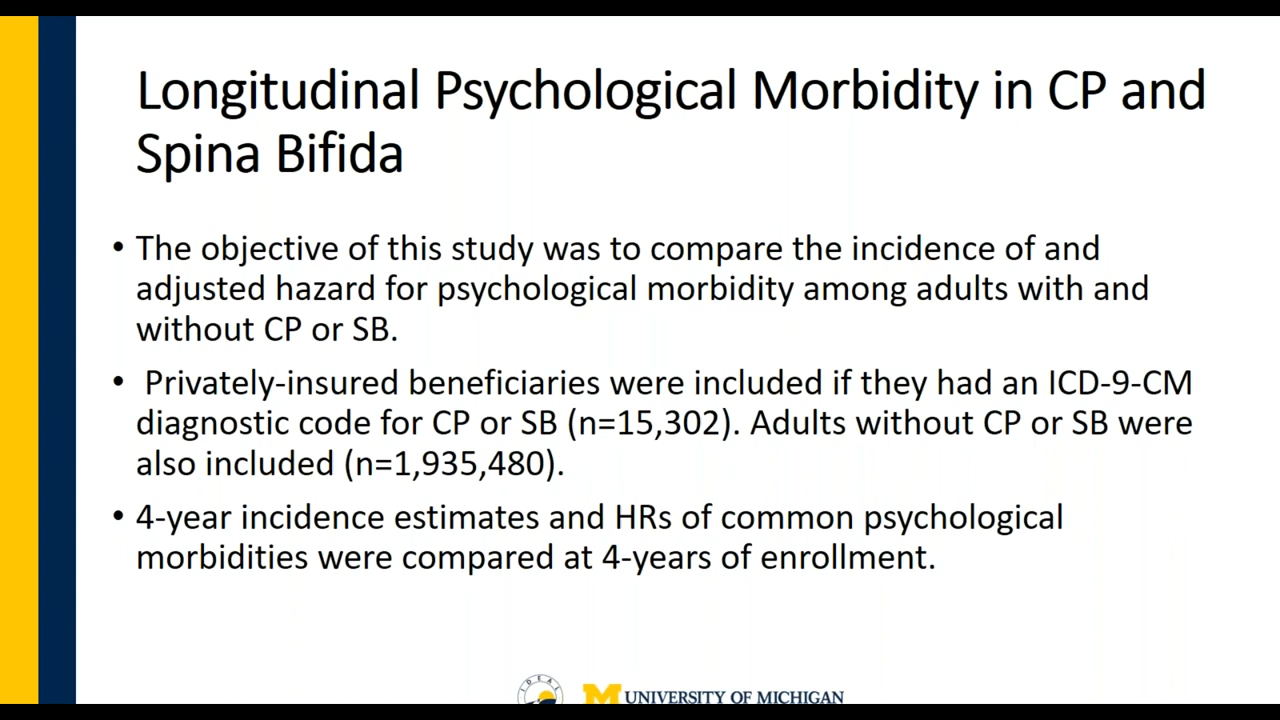 Longitudinal Psychological Morbidity in CP and
Spina Bifida
• The objective of this study was to compare the incidence of and
adjusted hazard for psychological morbidity among adults with and
without CP or SB.
• Privately-insured beneficiaries were included if they had an ICD-9-CM
diagnostic code for CP or SB (n=15,302). Adults without CP or SB were
also included (n=1,935,480).
• 4-year incidence estimates and HRs of common psychological
morbidities were compared at 4-years of enrollment.
IDEAL
M UNIVERSITY OF MICHIGAN